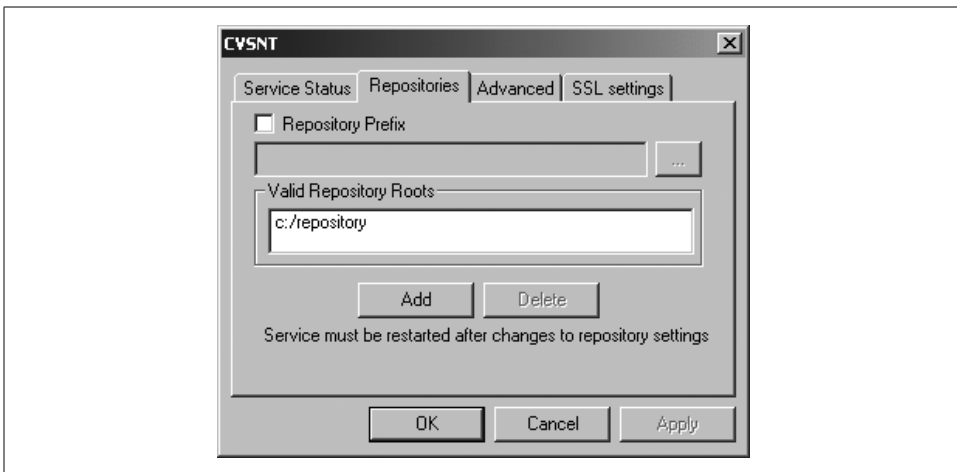 CVSNT
Service Status Repositories Advanced SSL settings
Repository Prefix
...
Valid Repository Roots
c:/repository
Add Delete
Service must be restarted after changes to repository settings
OK Cancel Apply